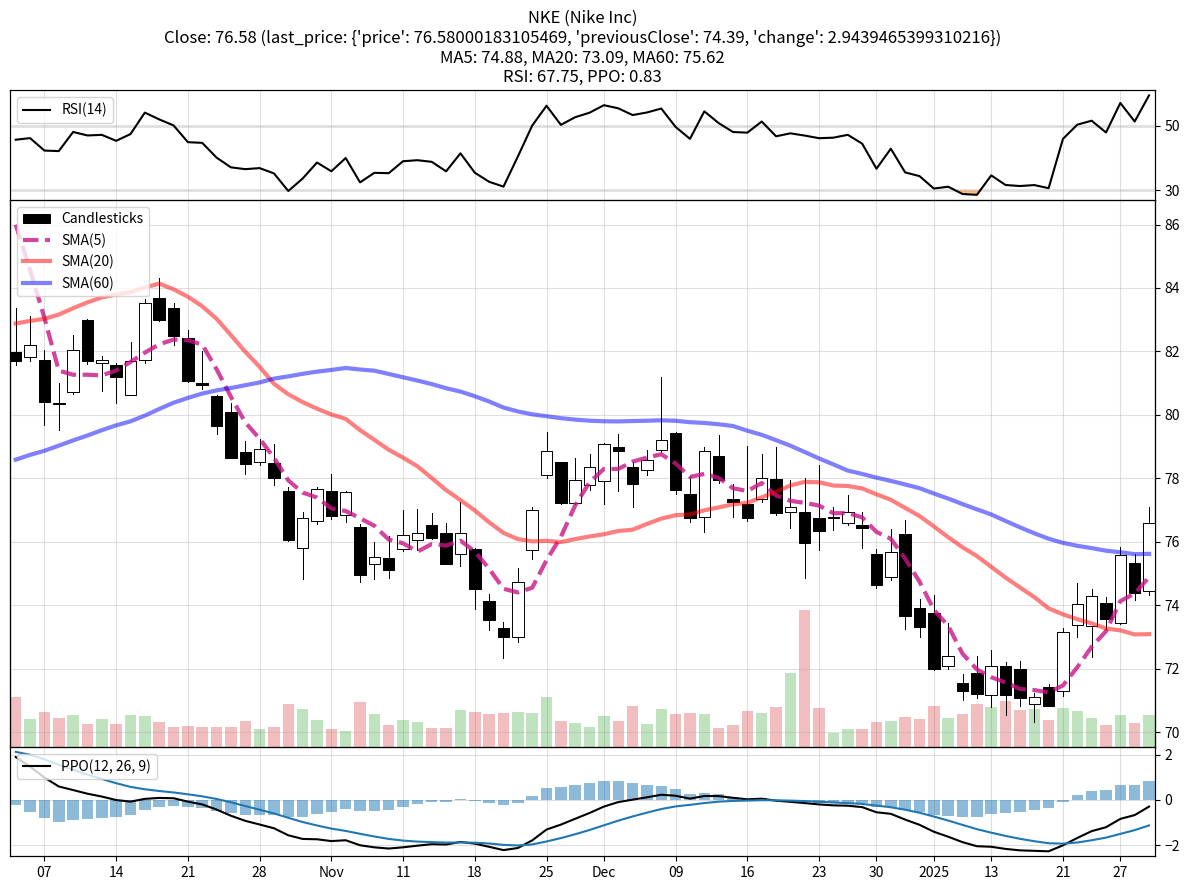 NKE (Nike Inc)
Close: 76.58 (last_price: {'price': 76.58000183105469, 'previousClose': 74.39, 'change': 2.9439465399310216})
MA5: 74.88, MA20: 73.09, MA60: 75.62
RSI: 67.75, PPO: 0.83
RSI(14)
50
30
Candlesticks
SMA(5)
SMA(20)
SMA(60)
86
84
82
80
78
76
74
72
70
PPO(12, 26, 9)
2
0
−2
07 14 21 28 Nov 11 18 25 Dec 09 16 23 30 2025 13 21 27